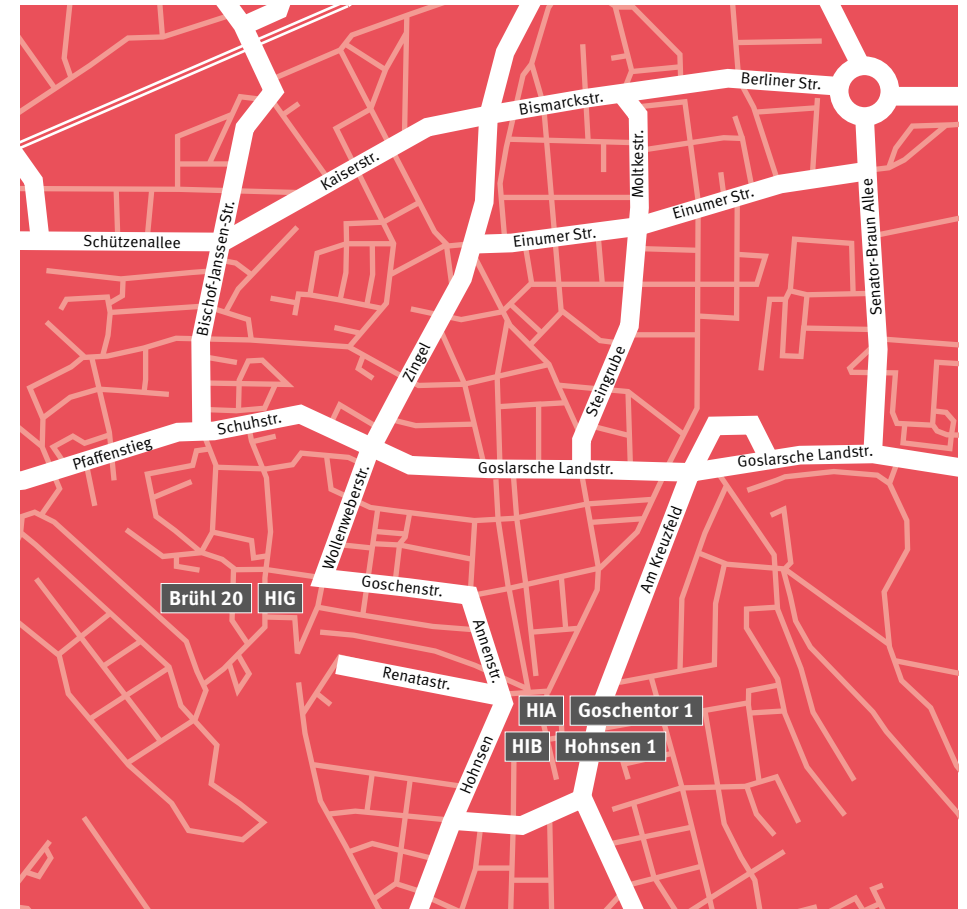 Berliner Str.
Bismarckstr.
Kaiserstr.
Moltkestr.
Einumer Str.
Einumer Str.
Schützenallee
Bischof-Janssen-Str.
Senator-Braun Allee
Zingel
Steingrube
Schuhstr.
Pfaffenstieg
Goslarsche Landstr.
Goslarsche Landstr.
Wollenweberstr.
Am Kreuzfeld
Goschenstr.
Brühl 20 HIG
Annenstr.
Renatastr.
HIA Goschentor 1
HIB Hohnsen 1
Hohnsen